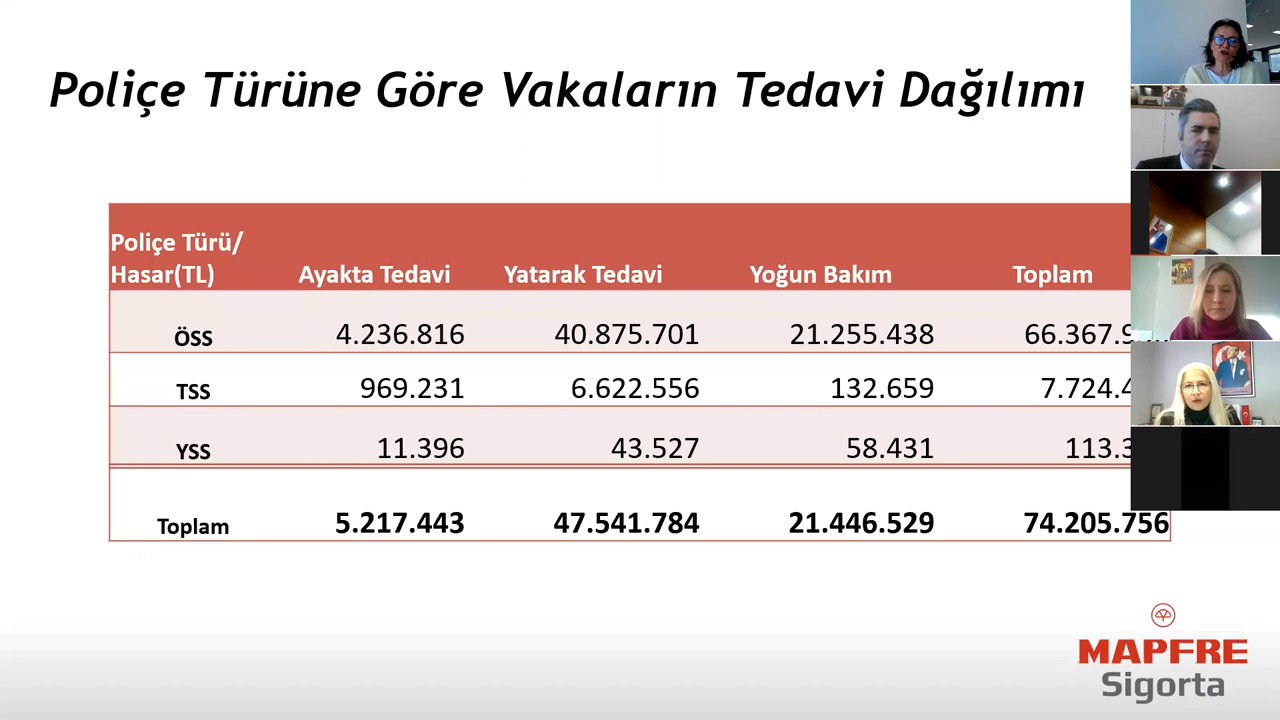 Poliçe Türüne Göre Vakaların Tedavi Dağılımı
Poliçe Türü/
Hasar(TL) Ayakta Tedavi Yatarak Tedavi Yoğun Bakım Toplam
ÖSS 4.236.816 40.875.701 21.255.438
TSS 969.231 6.622.556 132.659
YSS 11.396 43.527 58.431
Toplam 5.217.443 47.541.784 21.446.529 74.205.756
MAPFRE
Sigorta